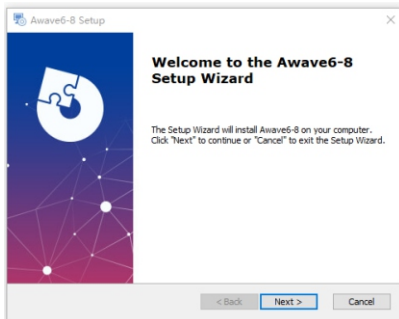 Awave6-8 Setup
Welcome to the Awave6-8
Setup Wizard
The Setup Wizard will install Awave6-8 on your computer.
Click "Next" to continue or "Cancel" to exit the Setup Wizard.
< Back
Next >
Cancel